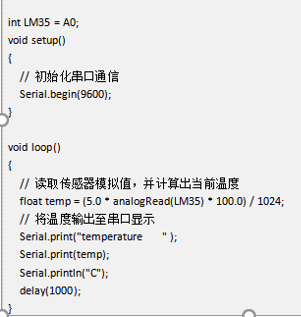 int LM35 = A0;
void setup()
{
// 初始化串口通信
Serial.begin(9600);
}
void loop()
{
// 读取传感器模拟值，并计算出当前温度
float temp = (5.0 * analogRead(LM35) * 100.0) / 1024;
// 将温度输出至串口显示
Serial.print("temperature      " );
Serial.print(temp);
Serial.println("C");
delay(1000);
}